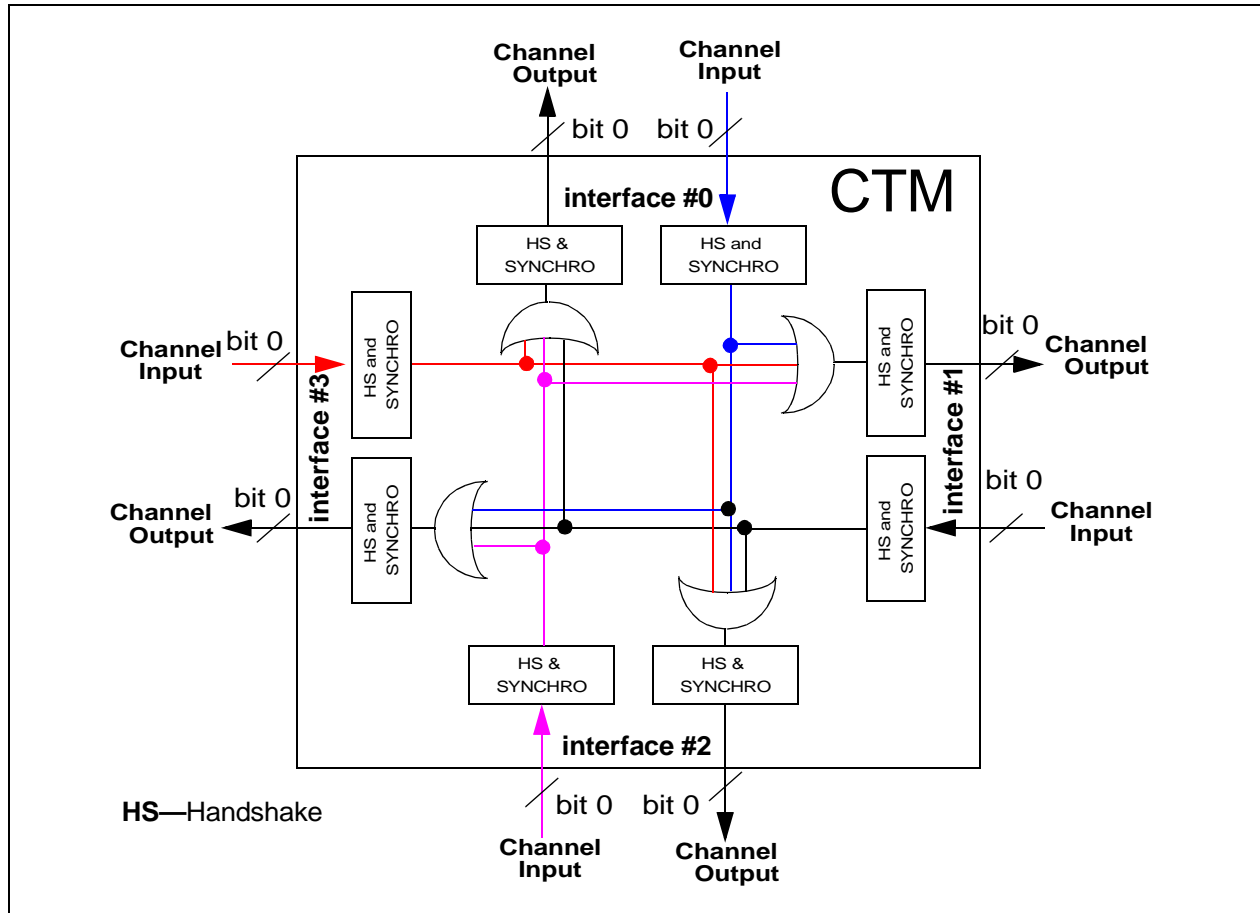 Channel
Output
Channel
Input
bit 0
bit 0
CTM
interface #0
HS &
SYNCHRO
HS and
SYNCHRO
bit 0
Channel
Input
HS and
SYNCHRO
interface #3
HS and
SYNCHRO
interface #1
bit 0
Channel
Output
bit 0
Channel
Output
HS and
SYNCHRO
HS and
SYNCHRO
bit 0
Channel
Input
HS &
SYNCHRO
HS &
SYNCHRO
interface #2
HS—Handshake
bit 0
bit 0
Channel
Input
Channel
Output